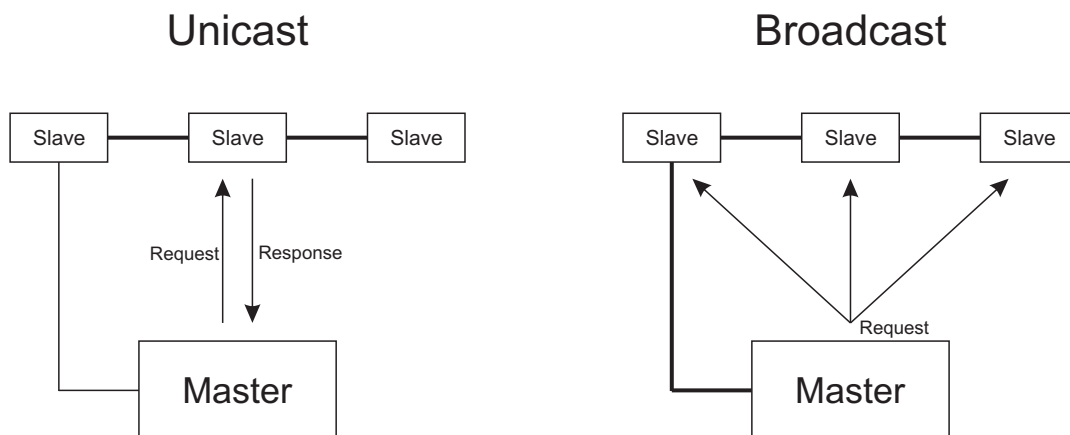 Unicast
Slave
Slave
Slave
Request
Response
Master
Broadcast
Slave
Slave
Slave
Request
Master